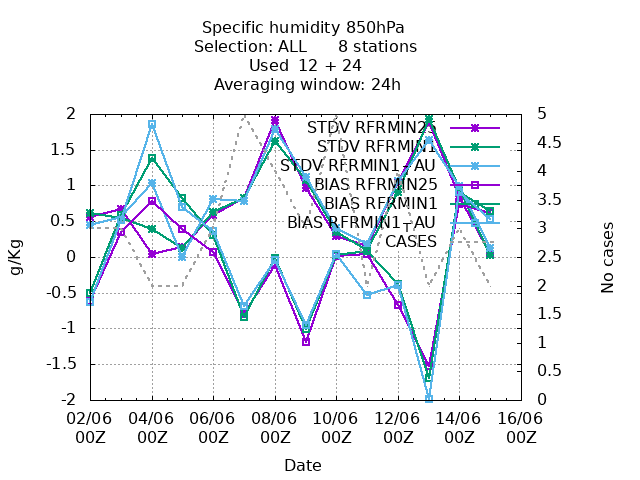 Specific humidity 850hPa
Selection: ALL 8 stations
Used 12 + 24
Averaging window: 24h
STDV RFRMIN25
STDV RFRMIN1
STDV RFRMIN1+AU
BIAS RFRMIN25
BIAS RFRMIN1
BIAS RFRMIN1+AU
CASES
2
1.5
1
0.5
0
-0.5
-1
-1.5
-2
g/Kg
5
4.5
4
3.5
3
2.5
2
1.5
1
0.5
0
No cases
02/06 04/06 06/06 08/06 10/06 12/06 14/06 16/06
00Z 00Z 00Z 00Z 00Z 00Z 00Z 00Z
Date